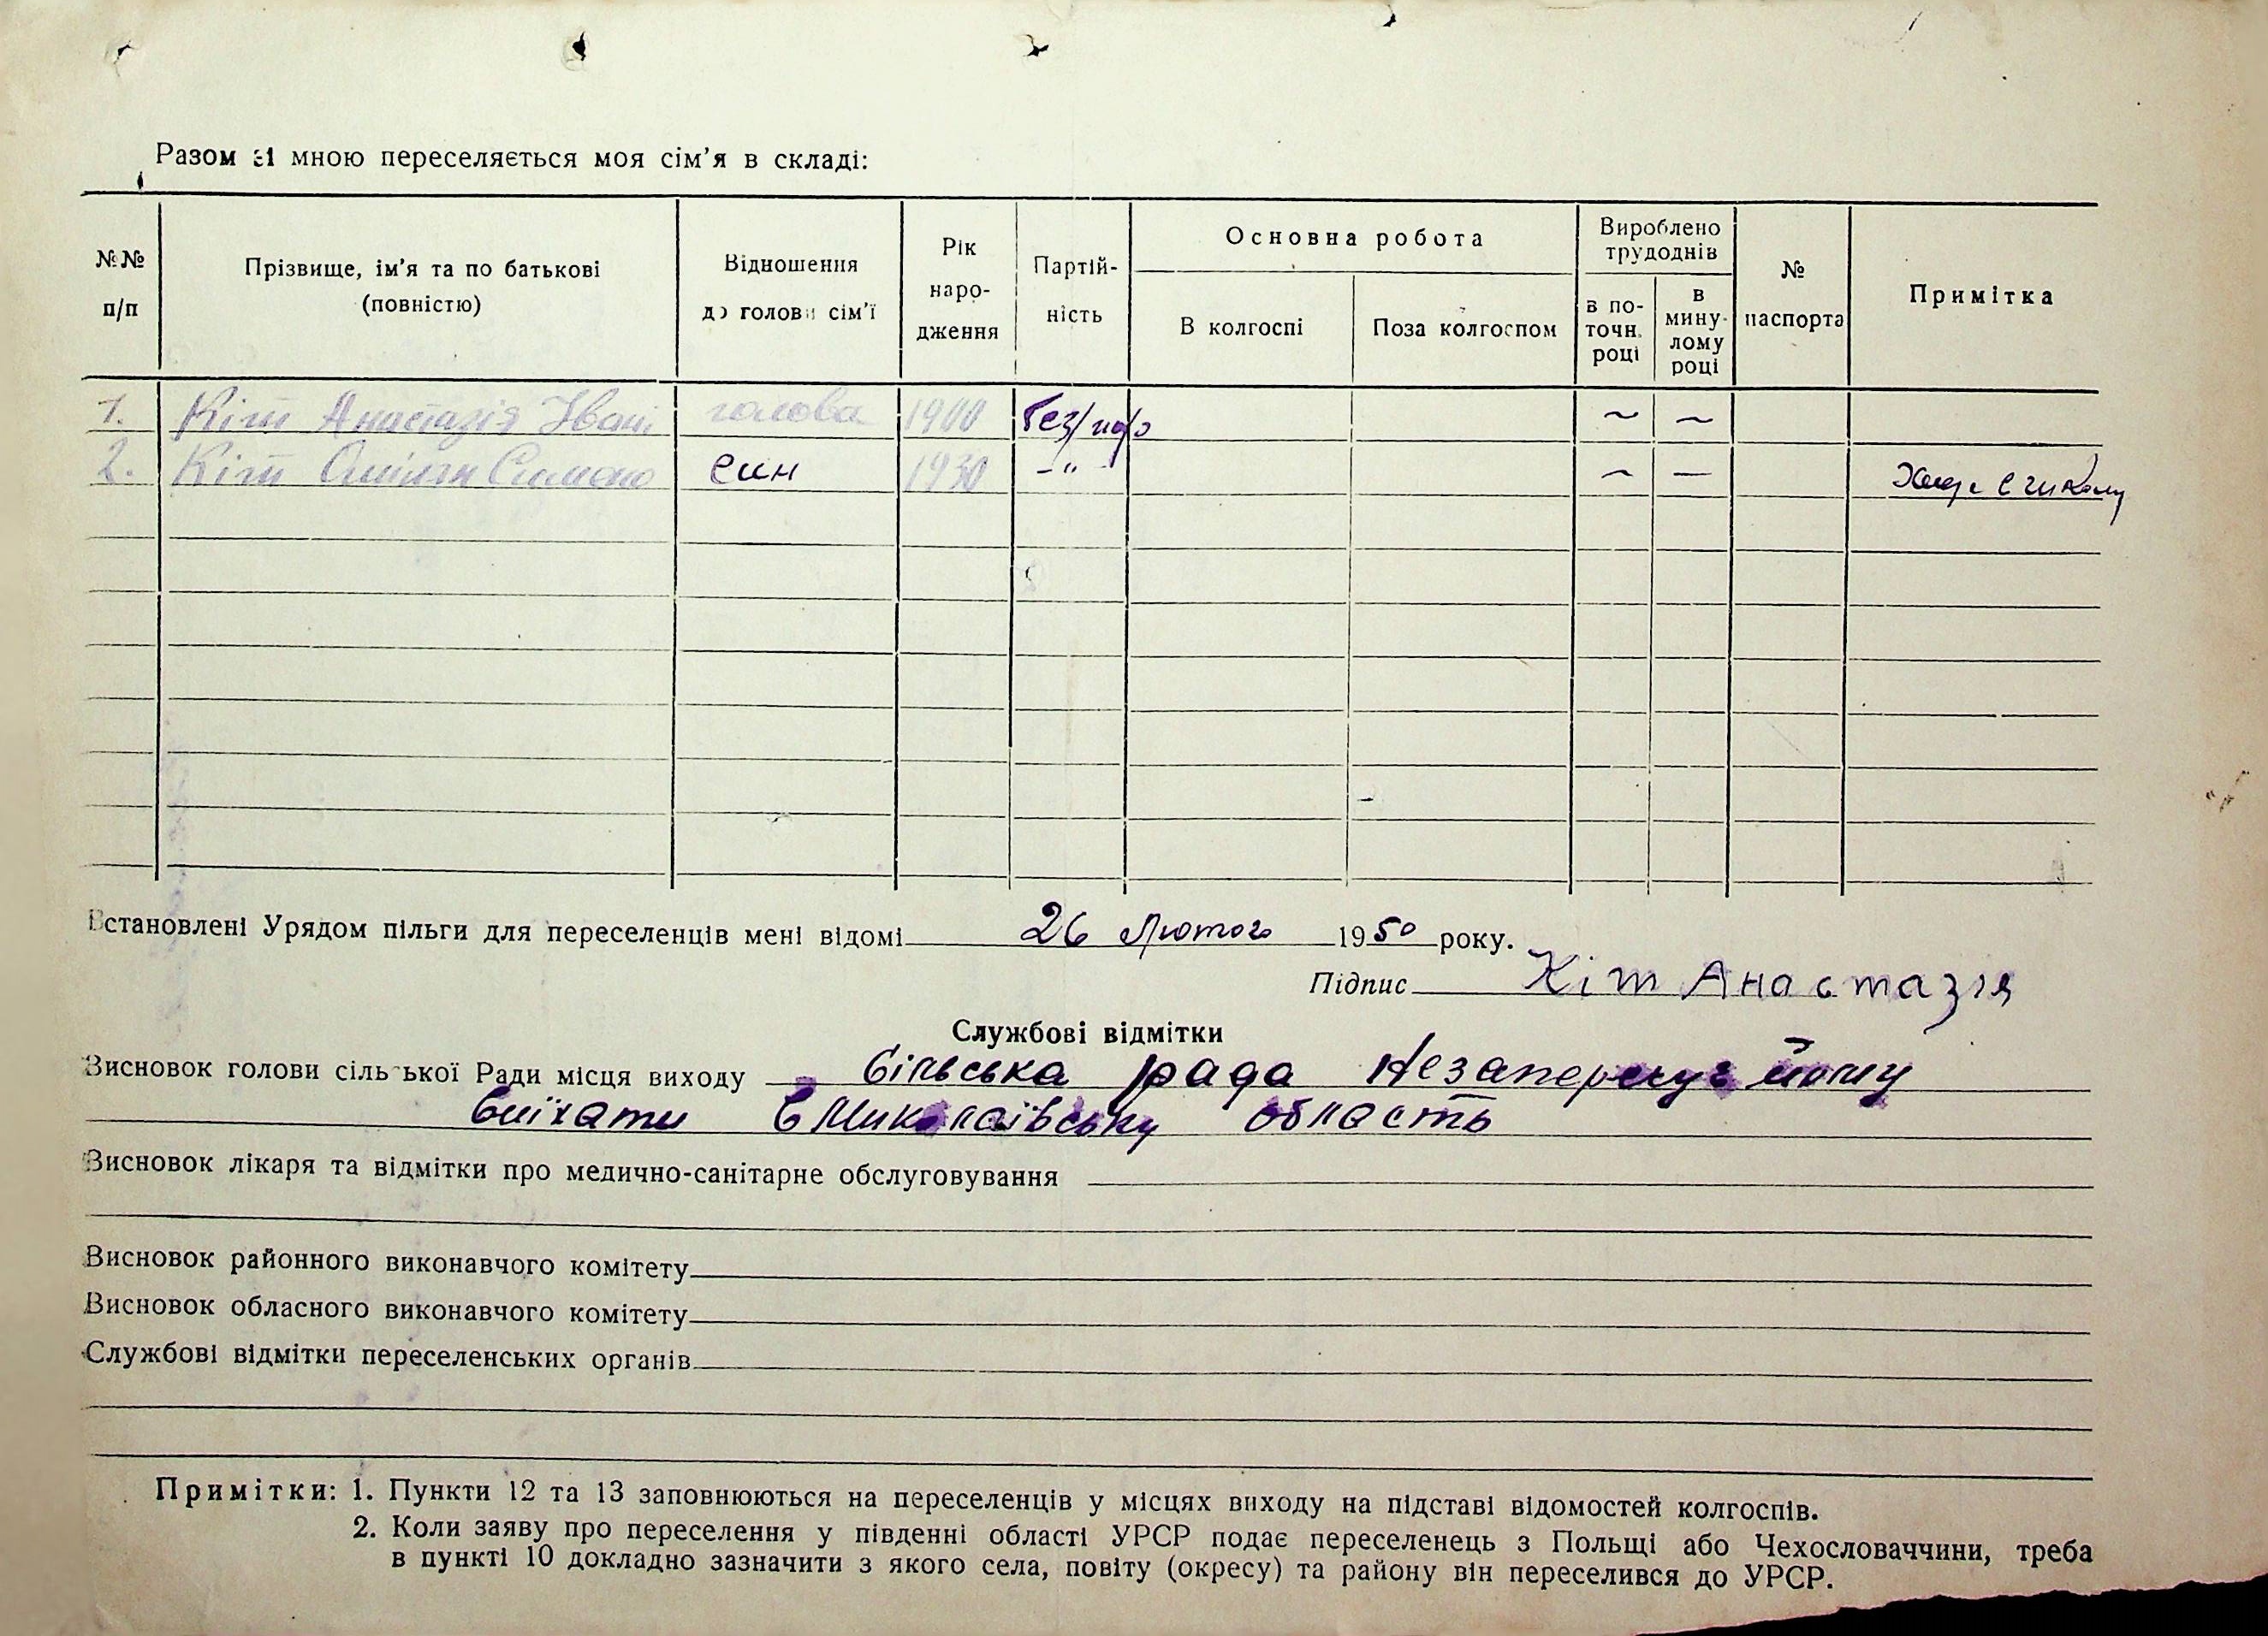 Разом зі мною переселяється моя сім'я в складі:
№№ п/п
Прізвище, ім'я та по батькові (повністю)
Відношення до голови сім'ї
Рік народження
Партійність
Основна робота
В колгоспі
Поза колгоспом
Вироблено трудоднів
в поточн. році
в минулому році
№ паспорта
Примітка
1. Кіт Анастазія Івані голова 1900 без/парт ~ ~
2. Кіт син 1930 -"- ~ —
Встановлені Урядом пільги для переселенців мені відомі 26 лютого 1950 року.
Підпис Кіт Анастазія
Службові відмітки
Висновок голови сільської Ради місця виходу Сільська рада Незаперечує йому
виїхати в Миколаївську область
Висновок лікаря та відмітки про медично-санітарне обслуговування
Висновок районного виконавчого комітету
Висновок обласного виконавчого комітету
Службові відмітки переселенських органів
Примітки: 1. Пункти 12 та 13 заповнюються на переселенців у місцях виходу на підставі відомостей колгоспів.
2. Коли заяву про переселення у південні області УРСР подає переселенець з Польщі або Чехословаччини, треба
в пункті 10 докладно зазначити з якого села, повіту (окресу) та району він переселився до УРСР.